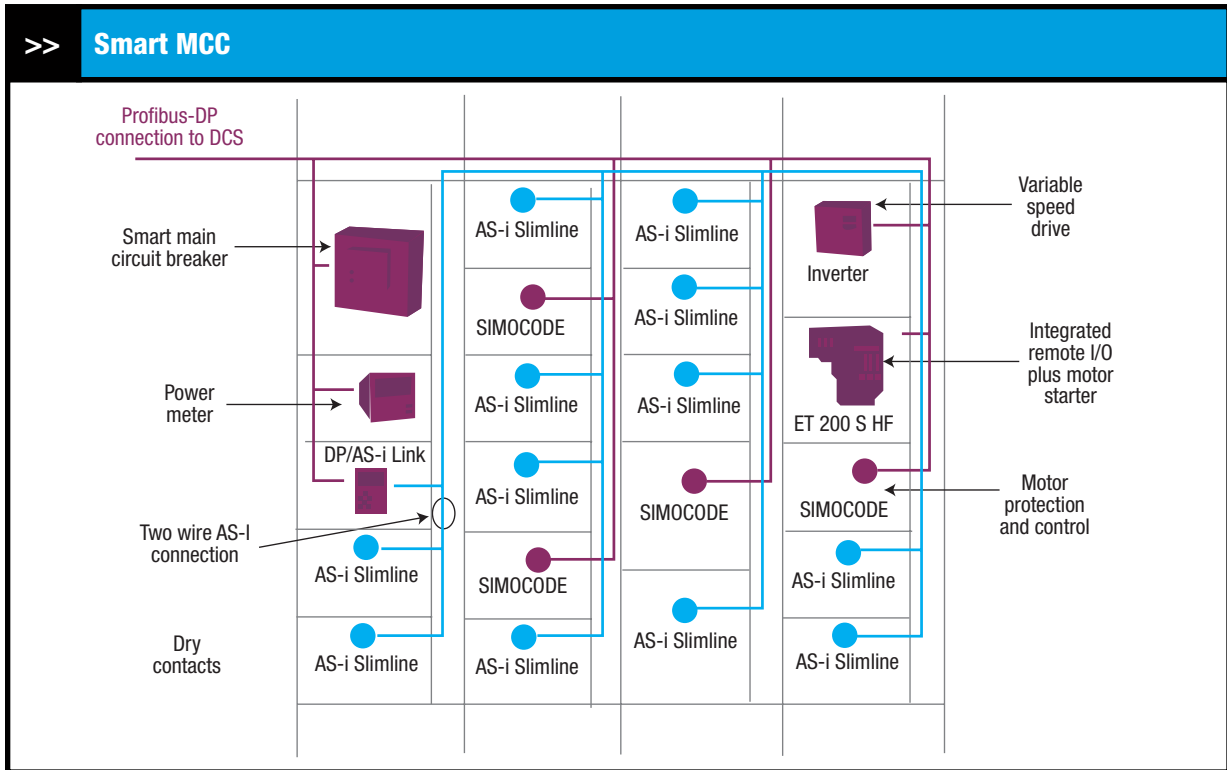 >> Smart MCC
Profibus-DP
connection to DCS
Smart main
circuit breaker
Power
meter
DP/AS-i Link
Two wire AS-I
connection
AS-i Slimline
Dry
contacts
AS-i Slimline
AS-i Slimline
SIMOCODE
AS-i Slimline
AS-i Slimline
SIMOCODE
AS-i Slimline
AS-i Slimline
AS-i Slimline
AS-i Slimline
SIMOCODE
AS-i Slimline
Inverter
ET 200 S HF
SIMOCODE
AS-i Slimline
AS-i Slimline
Variable
speed
drive
Integrated
remote I/O
plus motor
starter
Motor
protection
and control